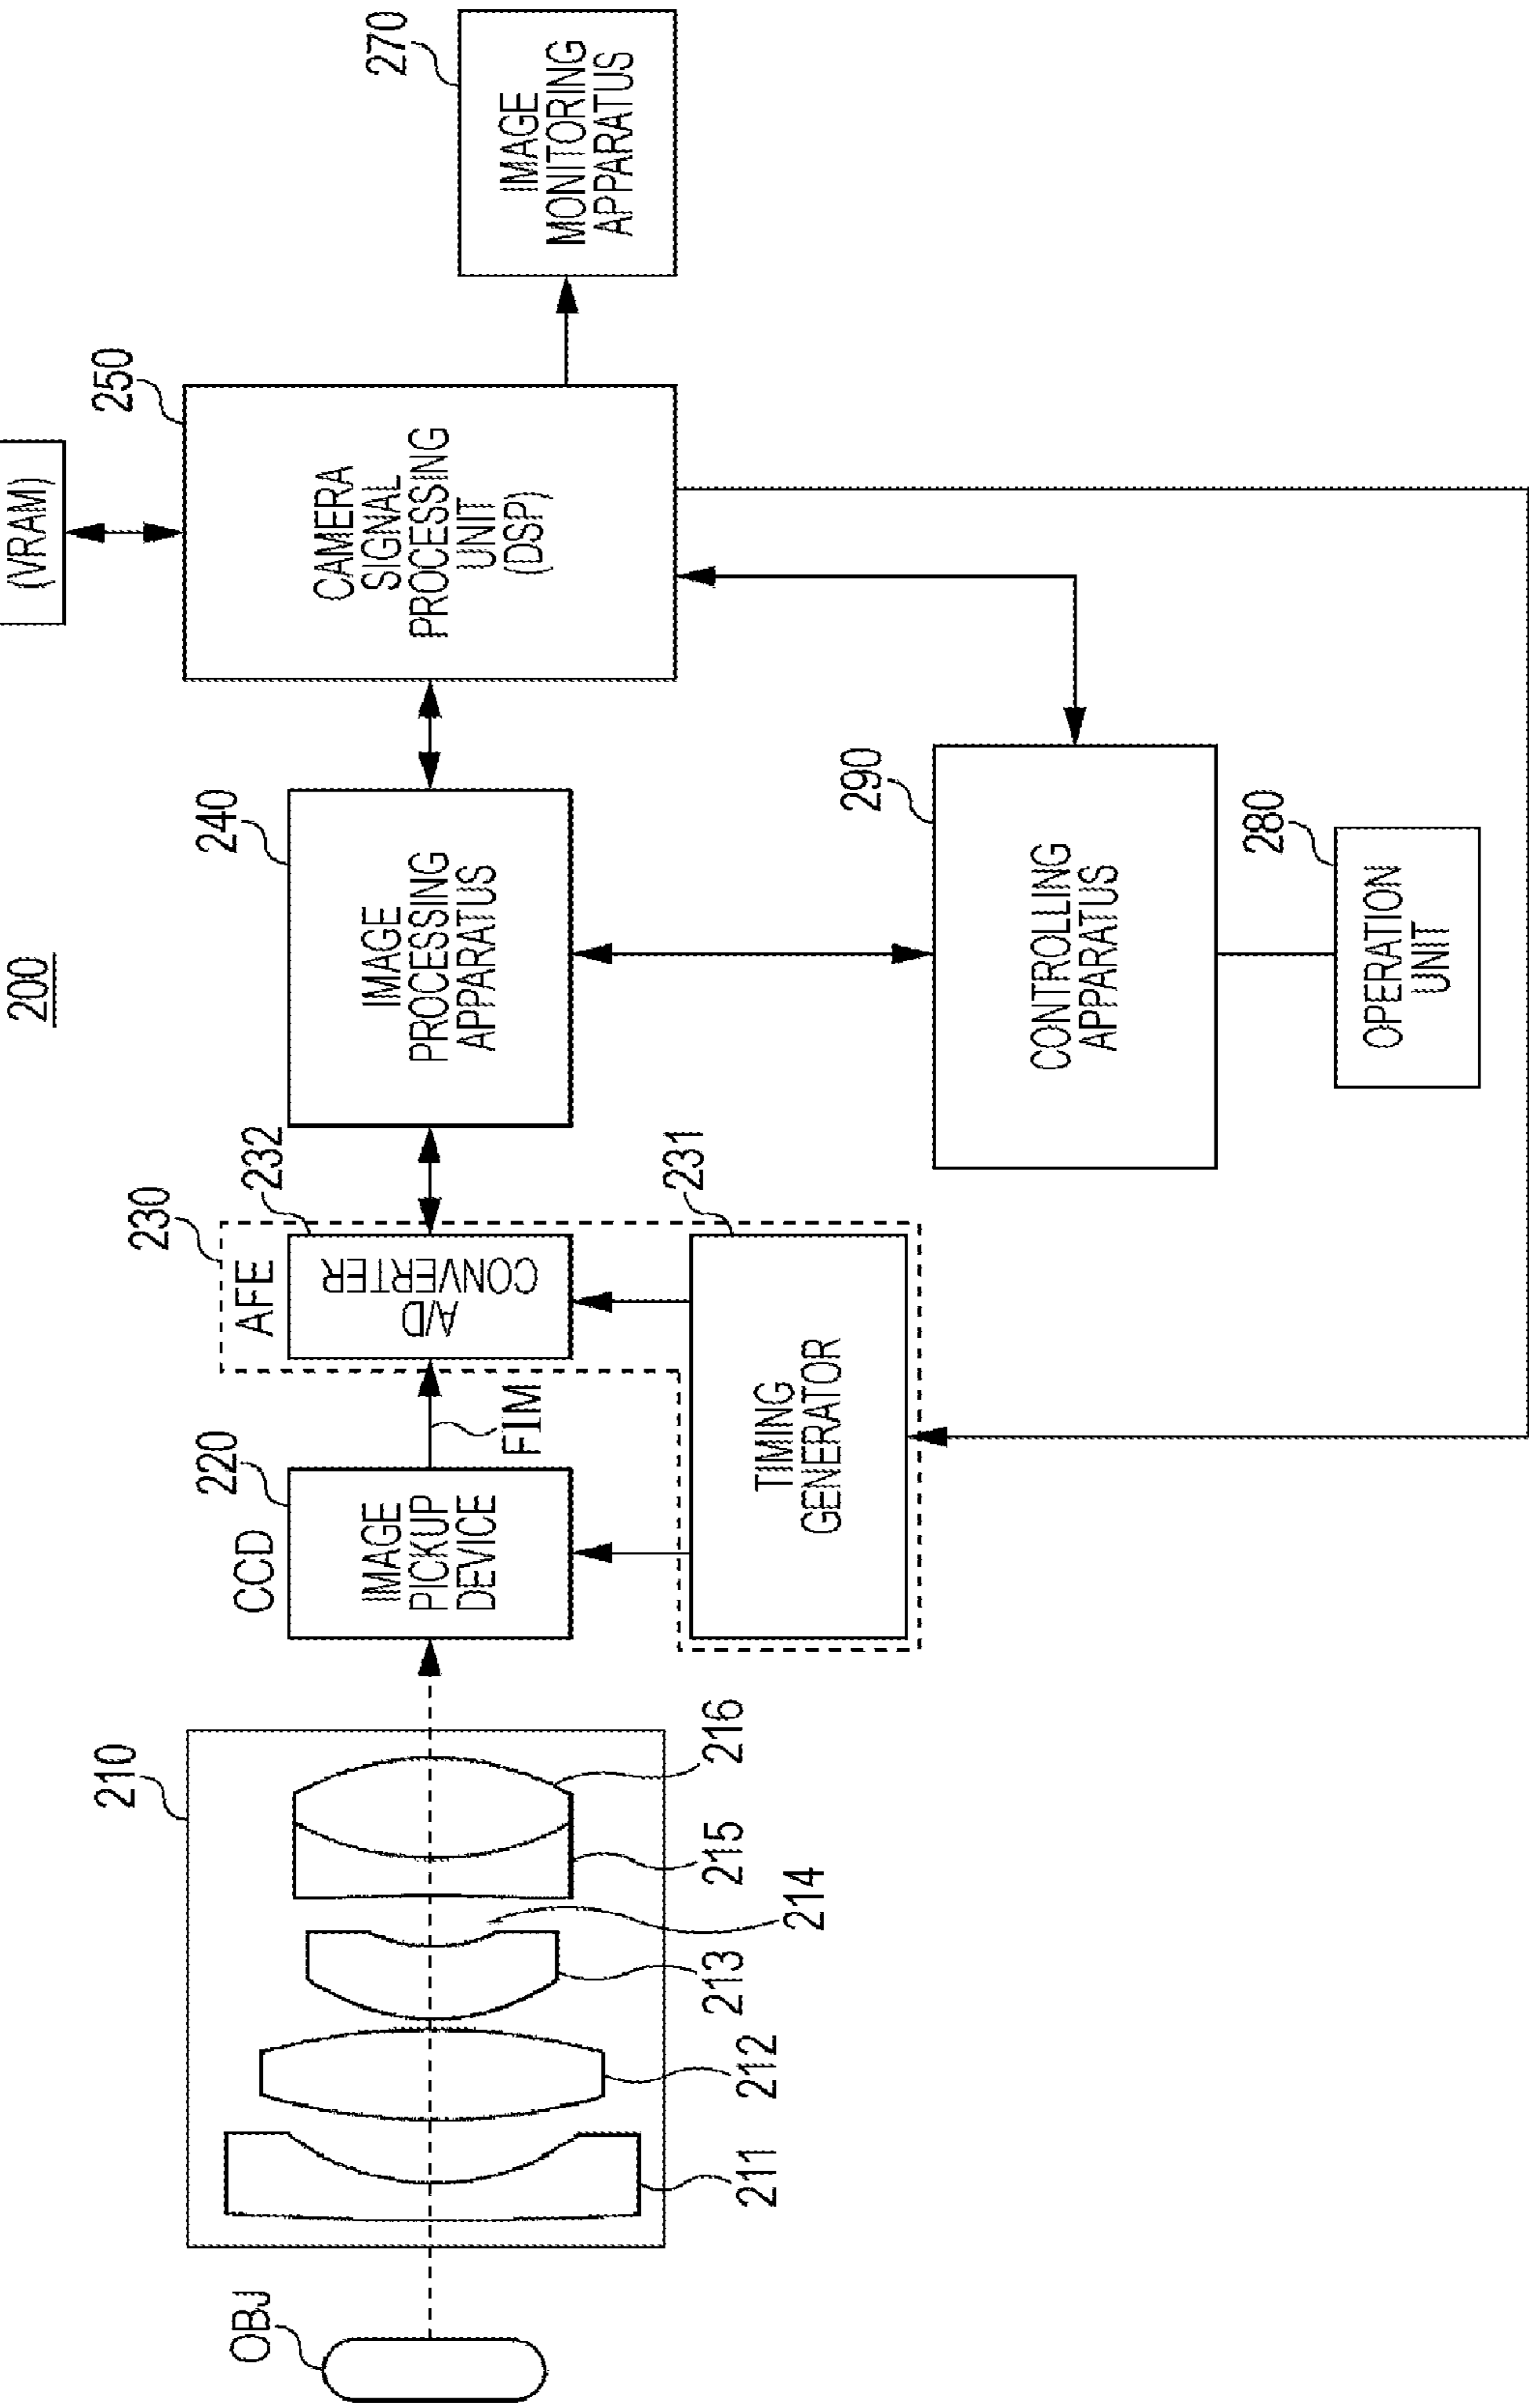 200
(VRAM)
250
CAMERA
SIGNAL
PROCESSING
UNIT
(DSP)
270
IMAGE
MONITORING
APPARATUS
240
IMAGE
PROCESSING
APPARATUS
230
AFE
232
A/D
CONVERTER
231
TIMING
GENERATOR
FIM
CCD
220
IMAGE
PICKUP
DEVICE
290
CONTROLLING
APPARATUS
280
OPERATION
UNIT
210
OBJ
211
212
213
214
215
216